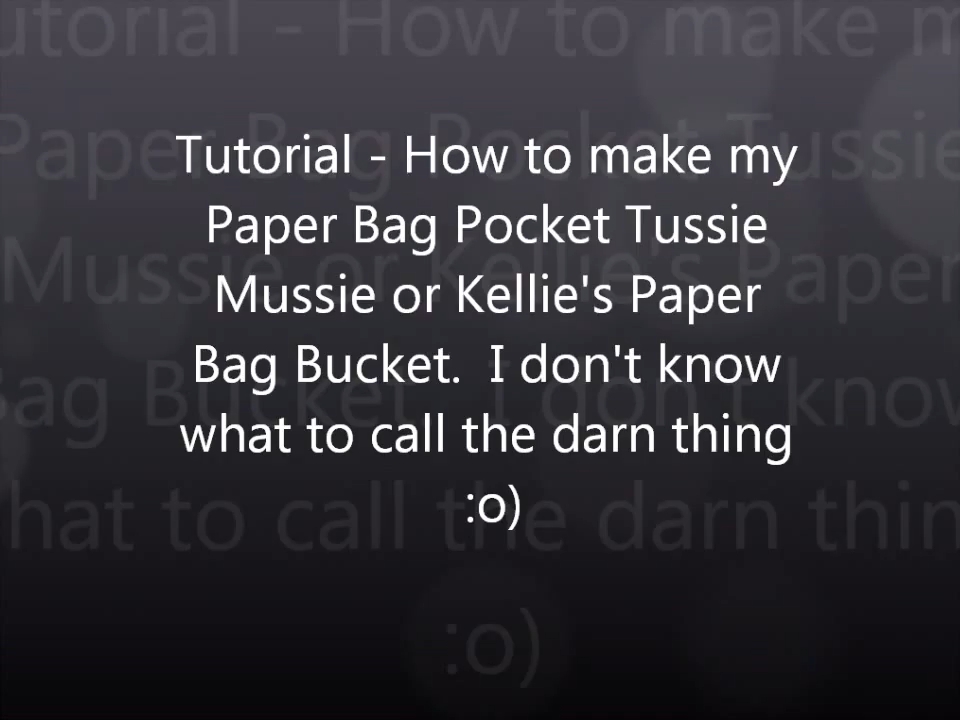 Tutorial - How to make my
Paper Bag Pocket Tussie
Mussie or Kellie's Paper
Bag Bucket.  I don't know
what to call the darn thing
:o)